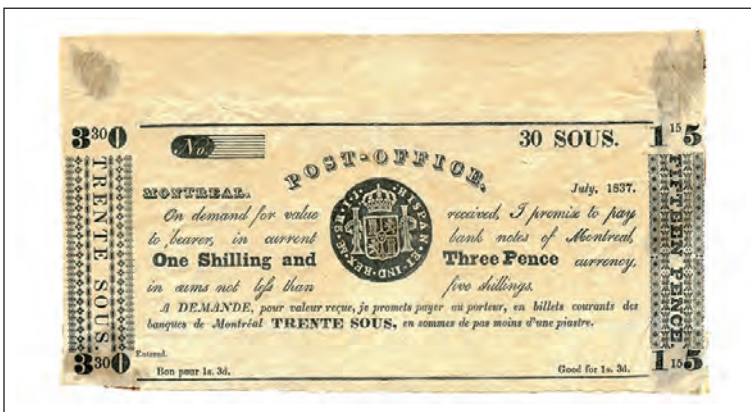 3 30 0
No.
30 SOUS.
1 15 5
POST-OFFICE.
MONTREAL.
July, 1837.
On demand for value received, I promise to pay
to bearer, in current bank notes of Montreal,
One Shilling and Three Pence currency,
in sums not less than five shillings.
A DEMANDE, pour valeur reçue, je promets payer au porteur, en billets courants des
banques de Montréal TRENTE SOUS, en sommes de pas moins d'une piastre.
Entered.
Bon pour 1s. 3d.
Good for 1s. 3d.
TRENTE SOUS
FIFTEEN PENCE
HISPAN·ET·IND·REX
3 30 0
1 15 5